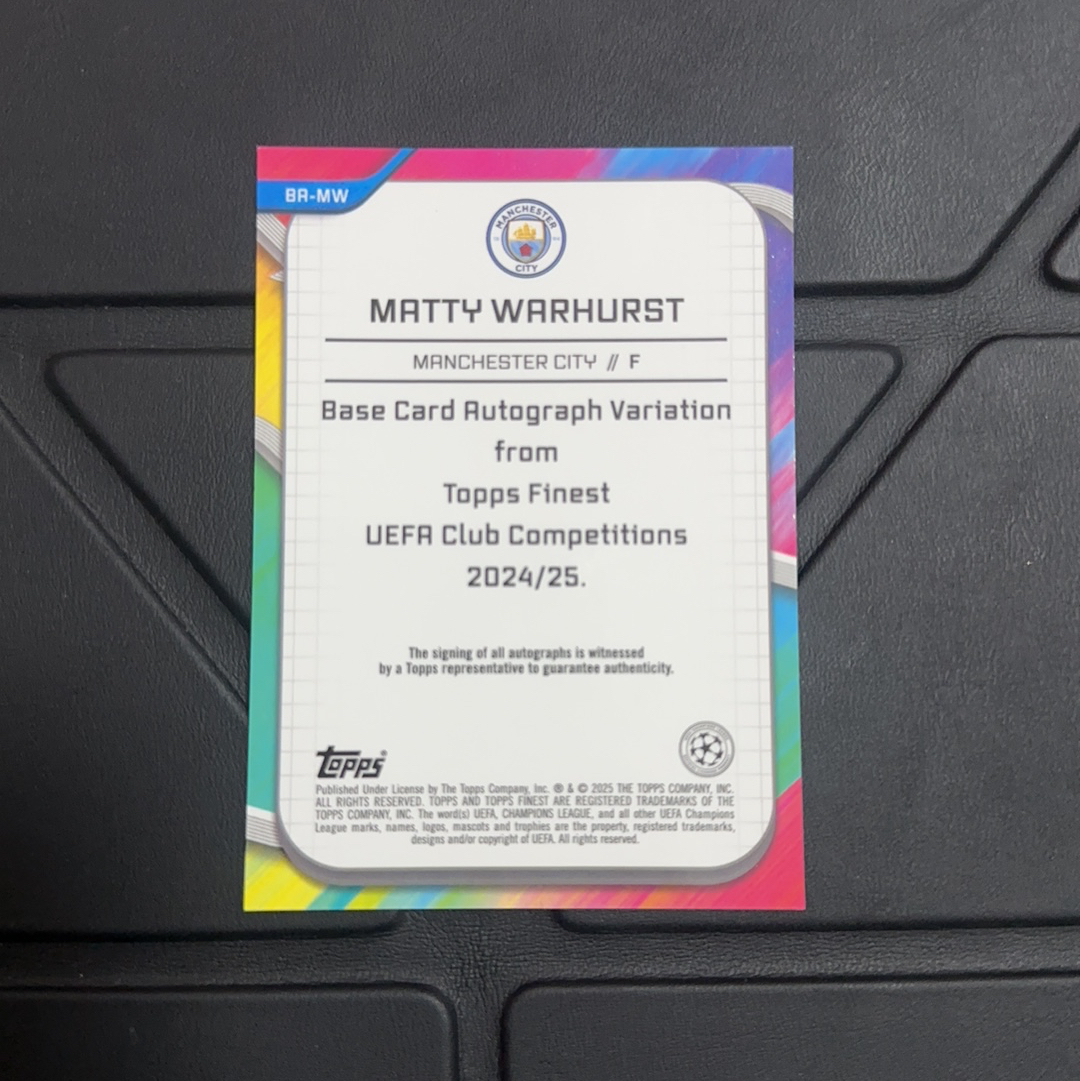 BA-MW
MANCHESTER
CITY
MATTY WARHURST
MANCHESTER CITY // F
Base Card Autograph Variation
from
Topps Finest
UEFA Club Competitions
2024/25.
The signing of all autographs is witnessed
by a Topps representative to guarantee authenticity.
Topps®
Published Under License by The Topps Company, Inc. ® & © 2025 THE TOPPS COMPANY, INC.
ALL RIGHTS RESERVED. TOPPS AND TOPPS FINEST ARE REGISTERED TRADEMARKS OF THE
TOPPS COMPANY, INC. The word(s) UEFA, CHAMPIONS LEAGUE, and all other UEFA Champions
League marks, names, logos, mascots and trophies are the property, registered trademarks,
designs and/or copyright of UEFA. All rights reserved.